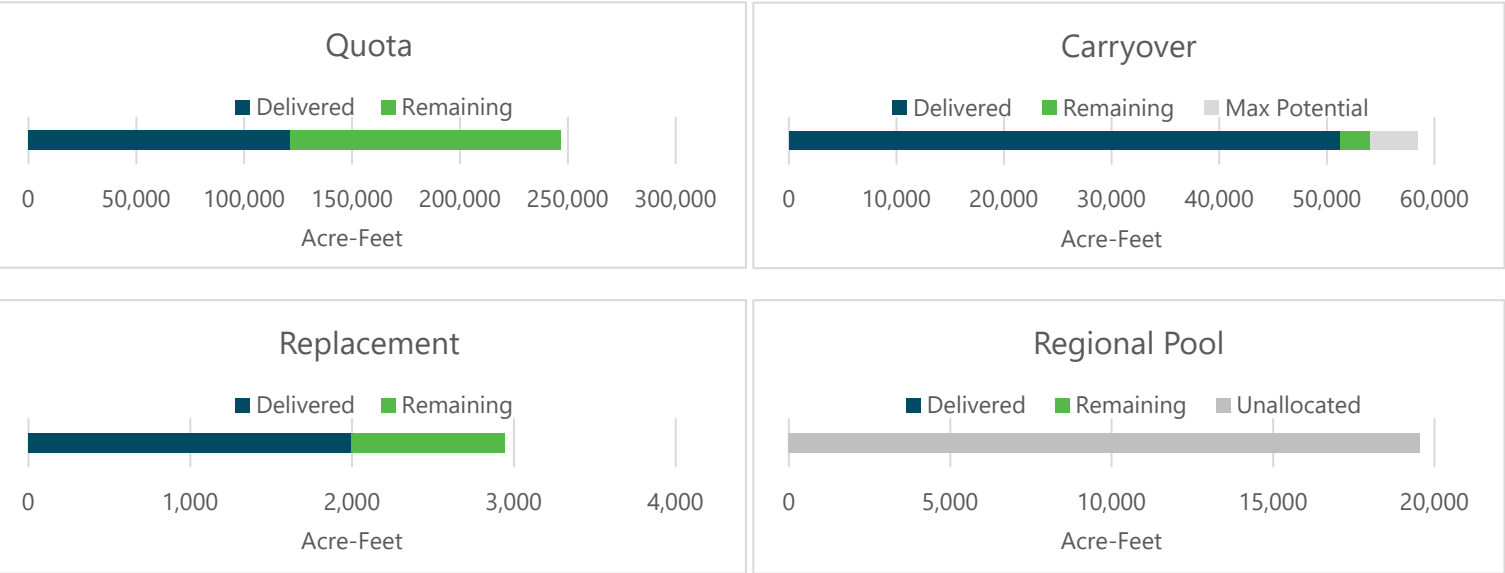 Quota
Delivered Remaining
0 50,000 100,000 150,000 200,000 250,000 300,000
Acre-Feet
Carryover
Delivered Remaining Max Potential
0 10,000 20,000 30,000 40,000 50,000 60,000
Acre-Feet
Replacement
Delivered Remaining
0 1,000 2,000 3,000 4,000
Acre-Feet
Regional Pool
Delivered Remaining Unallocated
0 5,000 10,000 15,000 20,000
Acre-Feet